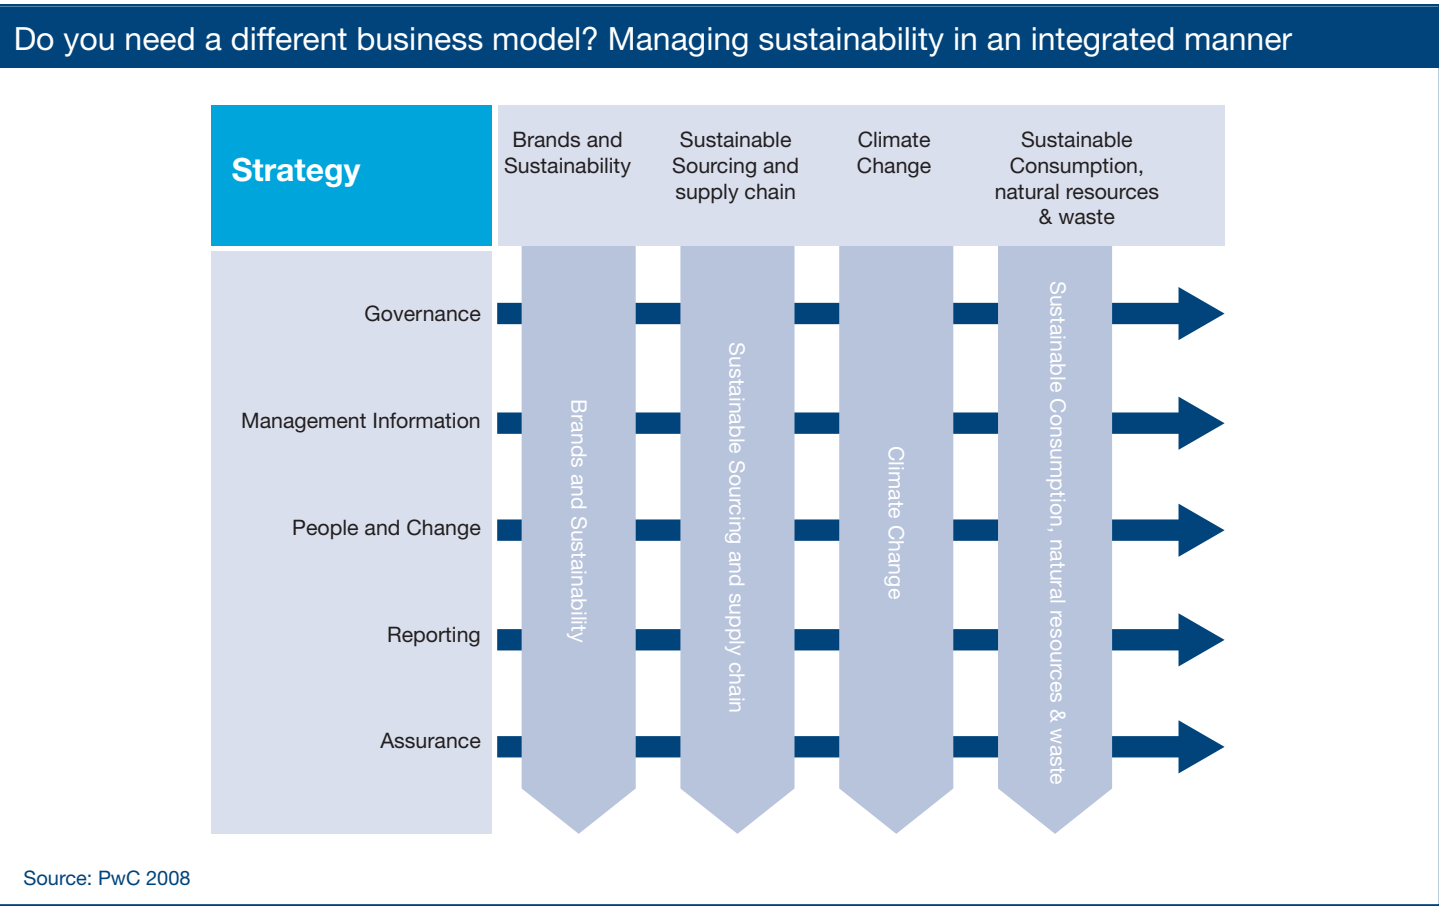 Do you need a different business model? Managing sustainability in an integrated manner
Strategy
Brands and
Sustainability
Sustainable
Sourcing and
supply chain
Climate
Change
Sustainable
Consumption,
natural resources
& waste
Governance
Management Information
People and Change
Reporting
Assurance
Brands and Sustainability
Sustainable Sourcing and supply chain
Climate Change
Sustainable Consumption, natural resources & waste
Source: PwC 2008